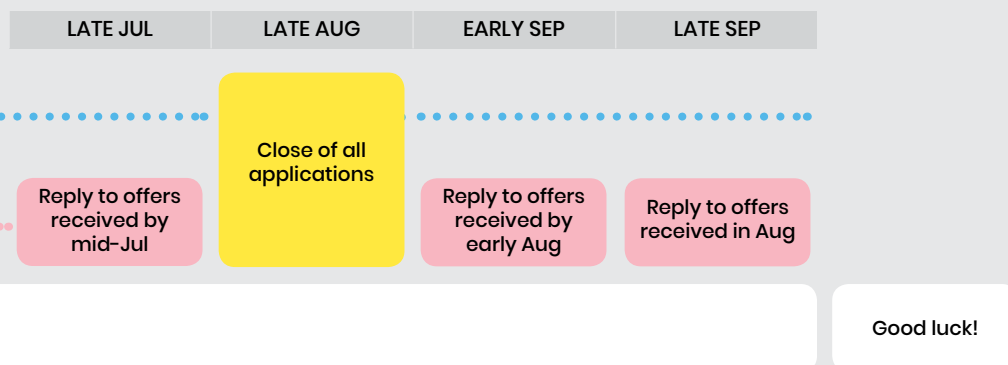 LATE JUL
LATE AUG
EARLY SEP
LATE SEP
Close of all
applications
Reply to offers
received by
mid-Jul
Reply to offers
received by
early Aug
Reply to offers
received in Aug
Good luck!